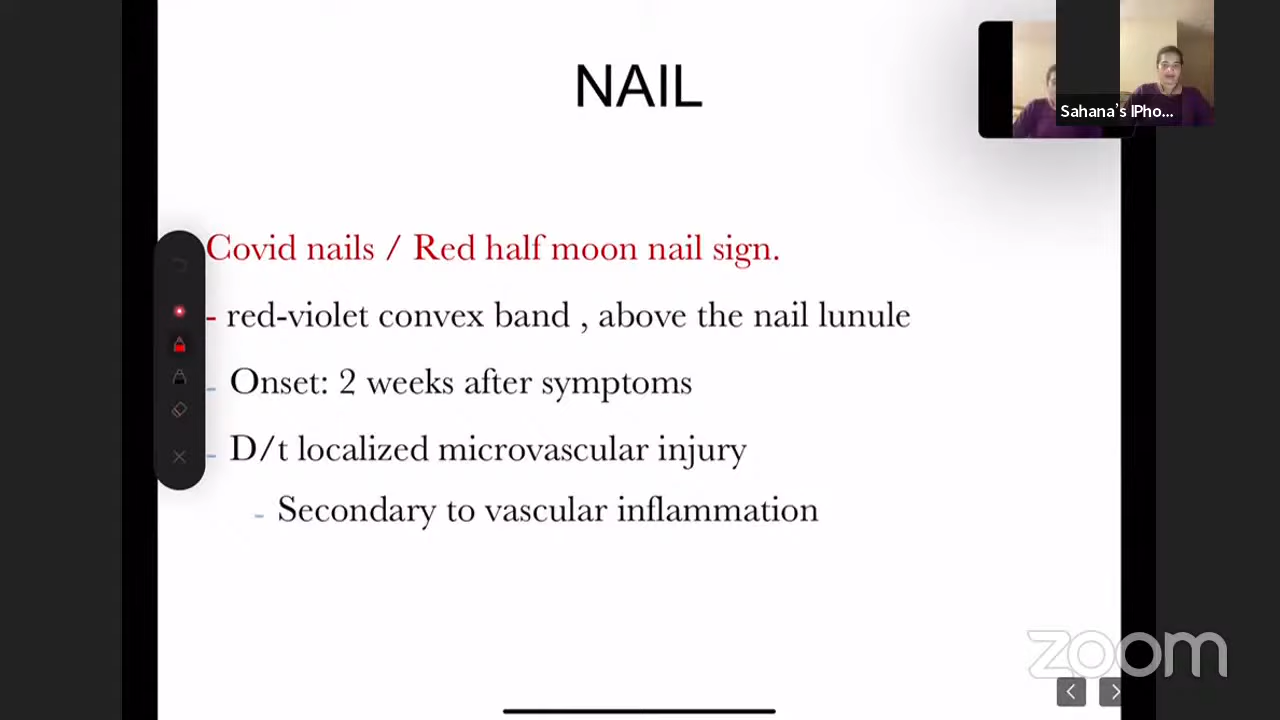 NAIL
Sahana's IPho...
Covid nails / Red half moon nail sign.
- red-violet convex band , above the nail lunule
- Onset: 2 weeks after symptoms
- D/t localized microvascular injury
- Secondary to vascular inflammation
zoom